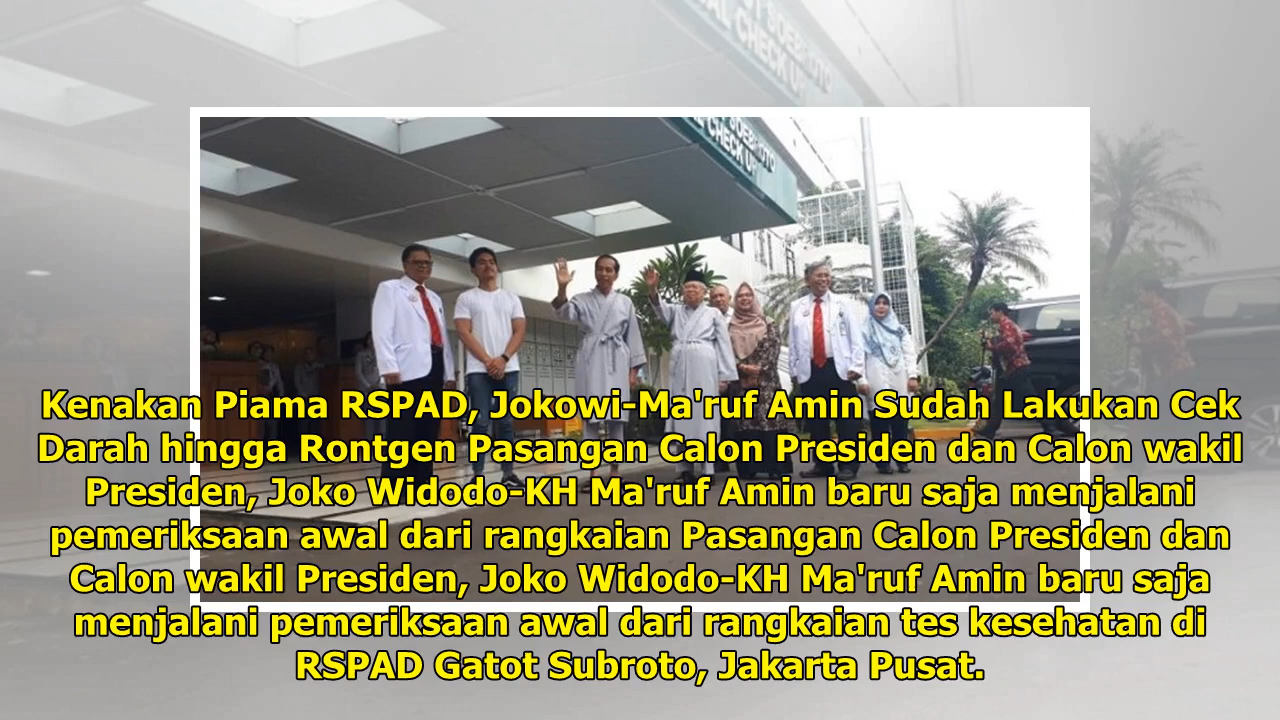 SOEBROTO
CHECK UP
Kenakan Piama RSPAD, Jokowi-Ma'ruf Amin Sudah Lakukan Cek
Darah hingga Rontgen Pasangan Calon Presiden dan Calon wakil
Presiden, Joko Widodo-KH Ma'ruf Amin baru saja menjalani
pemeriksaan awal dari rangkaian Pasangan Calon Presiden dan
Calon wakil Presiden, Joko Widodo-KH Ma'ruf Amin baru saja
menjalani pemeriksaan awal dari rangkaian tes kesehatan di
RSPAD Gatot Subroto, Jakarta Pusat.